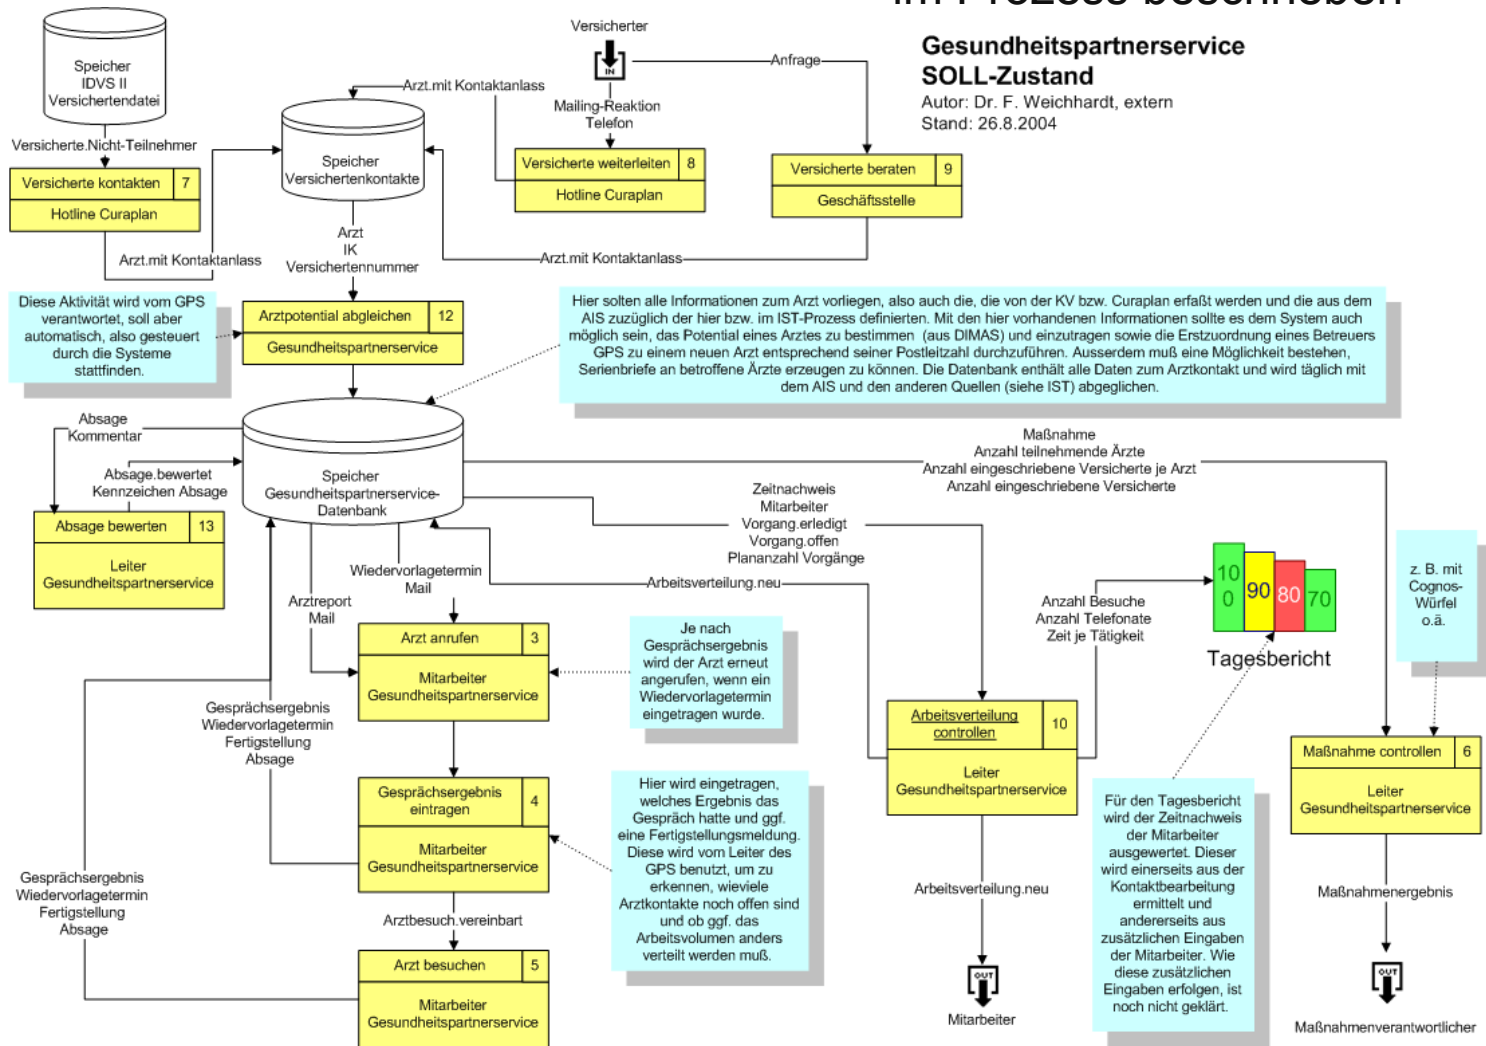 im Prozess beschrieben
Gesundheitspartnerservice
SOLL-Zustand
Autor: Dr. F. Weichhardt, extern
Stand: 26.8.2004
Speicher
IDVS II
Versichertendatei
Versicherte.Nicht-Teilnehmer
Versicherte kontakten 7
Hotline Curaplan
Arzt.mit Kontaktanlass
Speicher
Versichertenkontakte
Arzt.mit Kontaktanlass
Versicherter
IN
Mailing-Reaktion
Telefon
Anfrage
Versicherte weiterleiten 8
Hotline Curaplan
Versicherte beraten 9
Geschäftsstelle
Arzt.mit Kontaktanlass
Arzt
IK
Versichertennummer
Diese Aktivität wird vom GPS
verantwortet, soll aber
automatisch, also gesteuert
durch die Systeme
stattfinden.
Arztpotential abgleichen 12
Gesundheitspartnerservice
Hier solten alle Informationen zum Arzt vorliegen, also auch die, die von der KV bzw. Curaplan erfaßt werden und die aus dem
AIS zuzüglich der hier bzw. im IST-Prozess definierten. Mit den hier vorhandenen Informationen sollte es dem System auch
möglich sein, das Potential eines Arztes zu bestimmen (aus DIMAS) und einzutragen sowie die Erstzuordnung eines Betreuers
GPS zu einem neuen Arzt entsprechend seiner Postleitzahl durchzuführen. Ausserdem muß eine Möglichkeit bestehen,
Serienbriefe an betroffene Ärzte erzeugen zu können. Die Datenbank enthält alle Daten zum Arztkontakt und wird täglich mit
dem AIS und den anderen Quellen (siehe IST) abgeglichen.
Absage
Kommentar
Absage.bewertet
Kennzeichen Absage
Absage bewerten 13
Leiter
Gesundheitspartnerservice
Speicher
Gesundheitspartnerservice-
Datenbank
Maßnahme
Anzahl teilnehmende Ärzte
Anzahl eingeschriebene Versicherte je Arzt
Anzahl eingeschriebene Versicherte
Zeitnachweis
Mitarbeiter
Vorgang.erledigt
Vorgang.offen
Plananzahl Vorgänge
Wiedervorlagetermin
Mail
Arbeitsverteilung.neu
Arztreport
Mail
Arzt anrufen 3
Mitarbeiter
Gesundheitspartnerservice
Je nach
Gesprächsergebnis
wird der Arzt erneut
angerufen, wenn ein
Wiedervorlagetermin
eingetragen wurde.
Anzahl Besuche
Anzahl Telefonate
Zeit je Tätigkeit
10
0
90
80
70
Tagesbericht
z. B. mit
Cognos-
Würfel
o.ä.
Gesprächsergebnis
Wiedervorlagetermin
Fertigstellung
Absage
Arbeitsverteilung
controllen 10
Leiter
Gesundheitspartnerservice
Maßnahme controllen 6
Leiter
Gesundheitspartnerservice
Gesprächsergebnis
eintragen 4
Mitarbeiter
Gesundheitspartnerservice
Hier wird eingetragen,
welches Ergebnis das
Gespräch hatte und ggf.
eine Fertigstellungsmeldung.
Diese wird vom Leiter des
GPS benutzt, um zu
erkennen, wieviele
Arztkontakte noch offen sind
und ob ggf. das
Arbeitsvolumen anders
verteilt werden muß.
Für den Tagesbericht
wird der Zeitnachweis
der Mitarbeiter
ausgewertet. Dieser
wird einerseits aus der
Kontaktbearbeitung
ermittelt und
andererseits aus
zusätzlichen Eingaben
der Mitarbeiter. Wie
diese zusätzlichen
Eingaben erfolgen, ist
noch nicht geklärt.
Gesprächsergebnis
Wiedervorlagetermin
Fertigstellung
Absage
Arztbesuch.vereinbart
Arzt besuchen 5
Mitarbeiter
Gesundheitspartnerservice
Arbeitsverteilung.neu
OUT
Mitarbeiter
Maßnahmenergebnis
OUT
Maßnahmenverantwortlicher